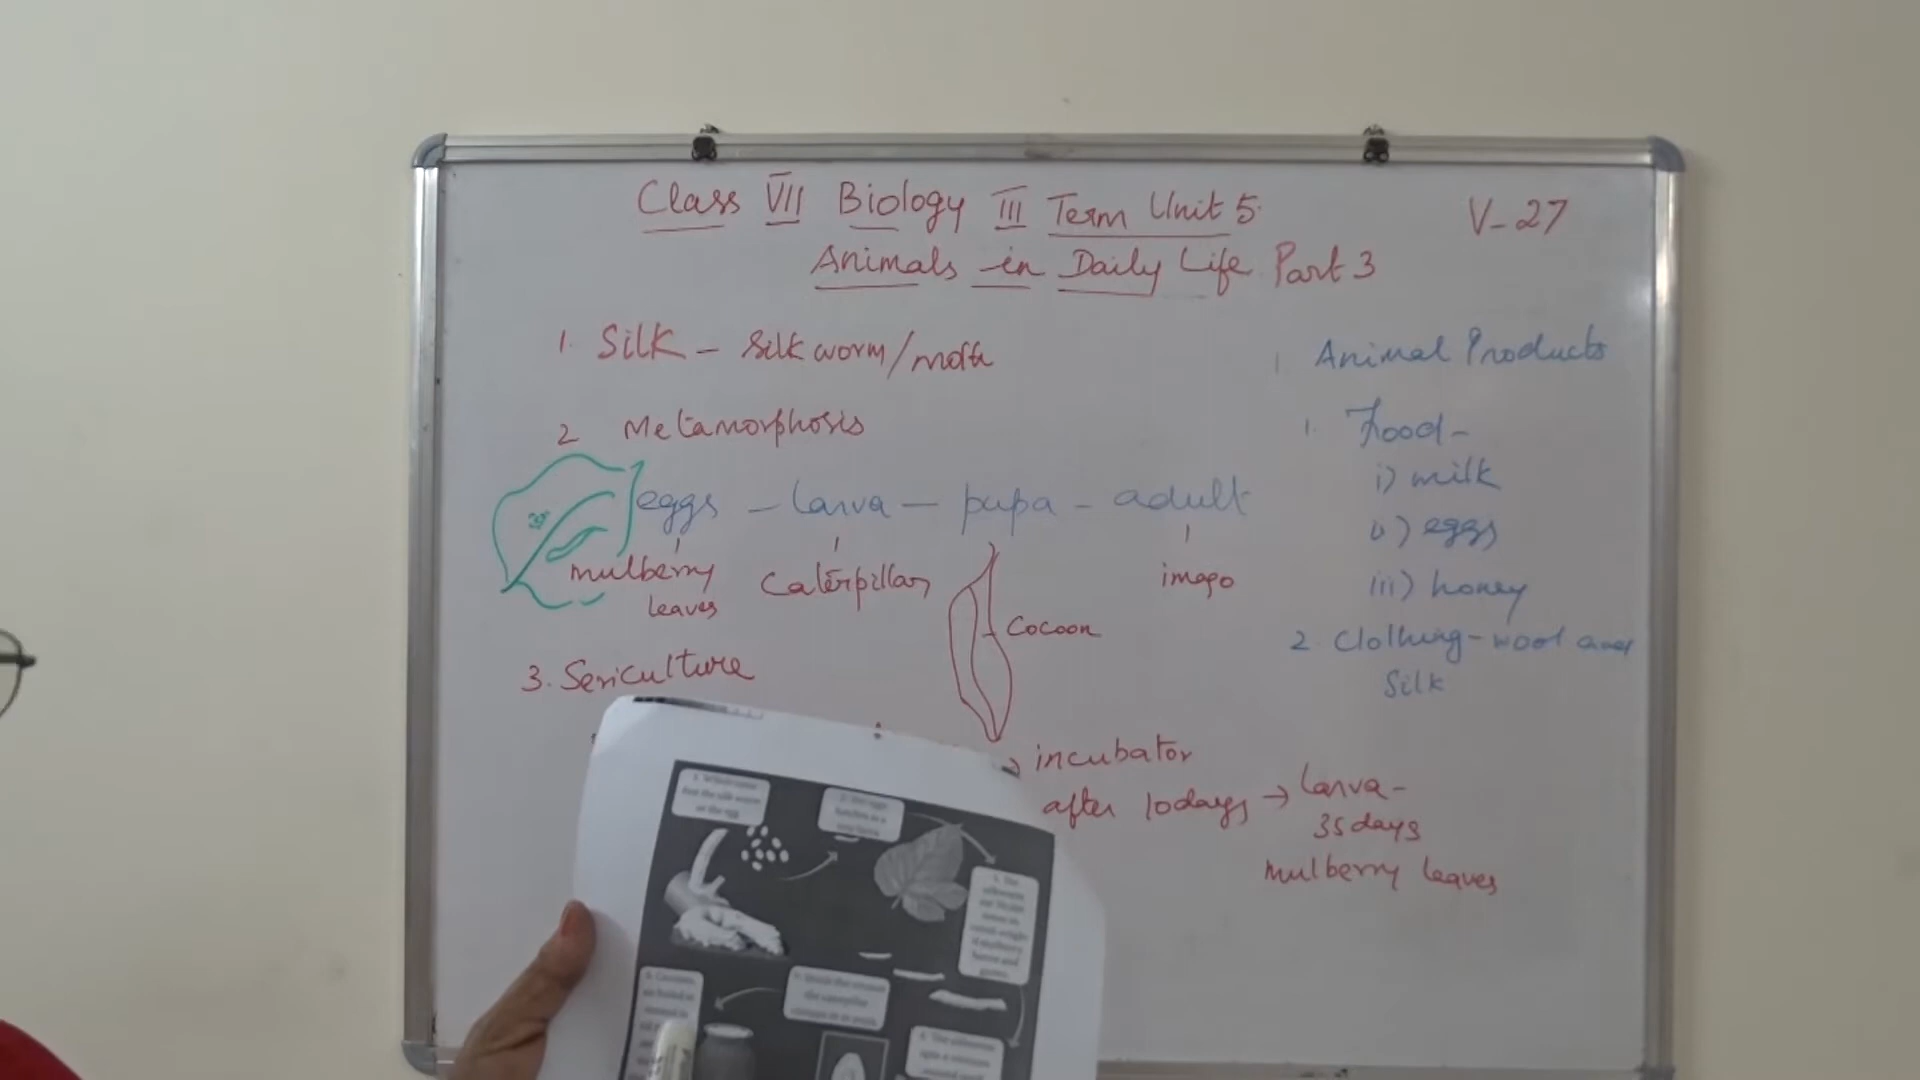 Class VII Biology III Term Unit 5.
V-27
Animals in Daily Life Part 3
1. Silk - Silk worm/moth
2 Metamorphosis
eggs - larva - pupa - adult
mulberry leaves
Caterpillar
imago
Cocoon
3. Sericulture
→ incubator
after 10 days → Larva -
35 days
mulberry leaves
Animal Products
1. Food -
i) milk
ii) eggs
iii) honey
2. Clothing - wool and
Silk